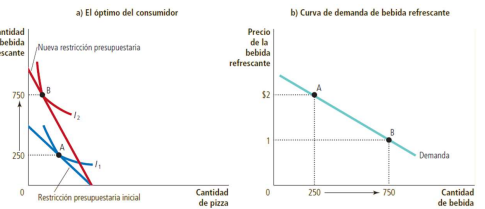 a) El óptimo del consumidor
bebida
Nueva restricción presupuestaria
750
B
I2
250
A
I1
0
Restricción presupuestaria inicial
Cantidad
de pizza
b) Curva de demanda de bebida refrescante
Precio
de la
bebida
refrescante
$2
A
1
B
Demanda
0
250
750
Cantidad
de bebida